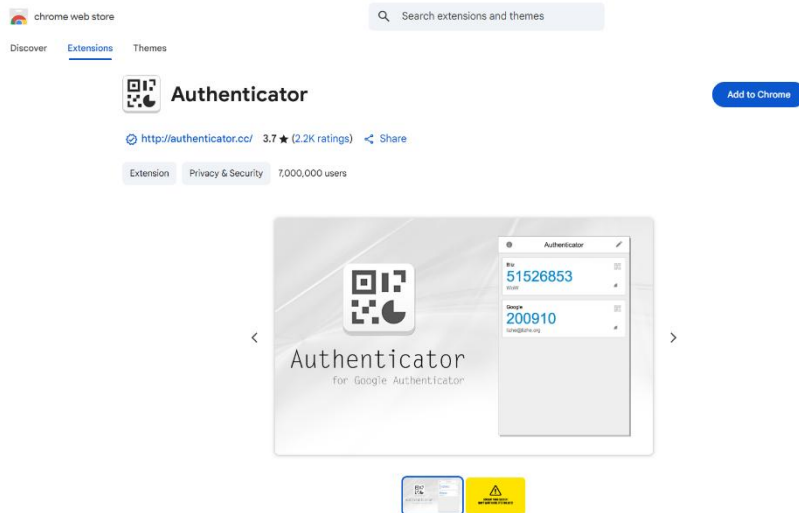 chrome web store
Search extensions and themes
Discover Extensions Themes
Authenticator
Add to Chrome
http://authenticator.cc/ 3.7 ★ (2.2K ratings) Share
Extension Privacy & Security 7,000,000 users
Authenticator
Authenticator
for Google Authenticator
51526853
Google
200910